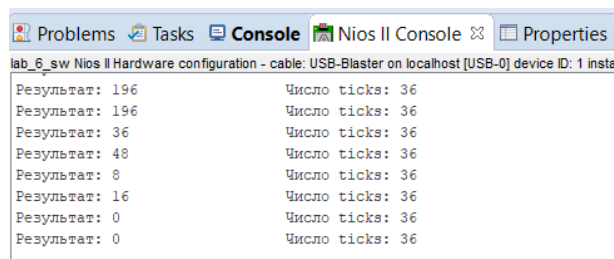 Problems Tasks Console Nios II Console Properties
lab_6_sw Nios II Hardware configuration - cable: USB-Blaster on localhost [USB-0] device ID: 1 insta
Результат: 196 Число ticks: 36
Результат: 196 Число ticks: 36
Результат: 36 Число ticks: 36
Результат: 48 Число ticks: 36
Результат: 8 Число ticks: 36
Результат: 16 Число ticks: 36
Результат: 0 Число ticks: 36
Результат: 0 Число ticks: 36